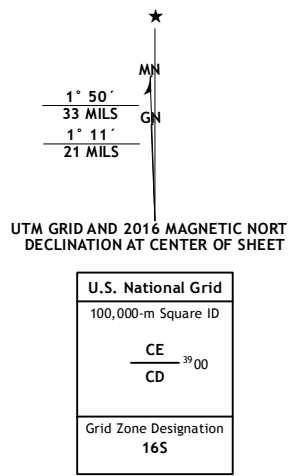 MN
1° 50´
33 MILS
GN
1° 11´
21 MILS
UTM GRID AND 2016 MAGNETIC NORT
DECLINATION AT CENTER OF SHEET
U.S. National Grid
100,000-m Square ID
CE
39 00
CD
Grid Zone Designation
16S